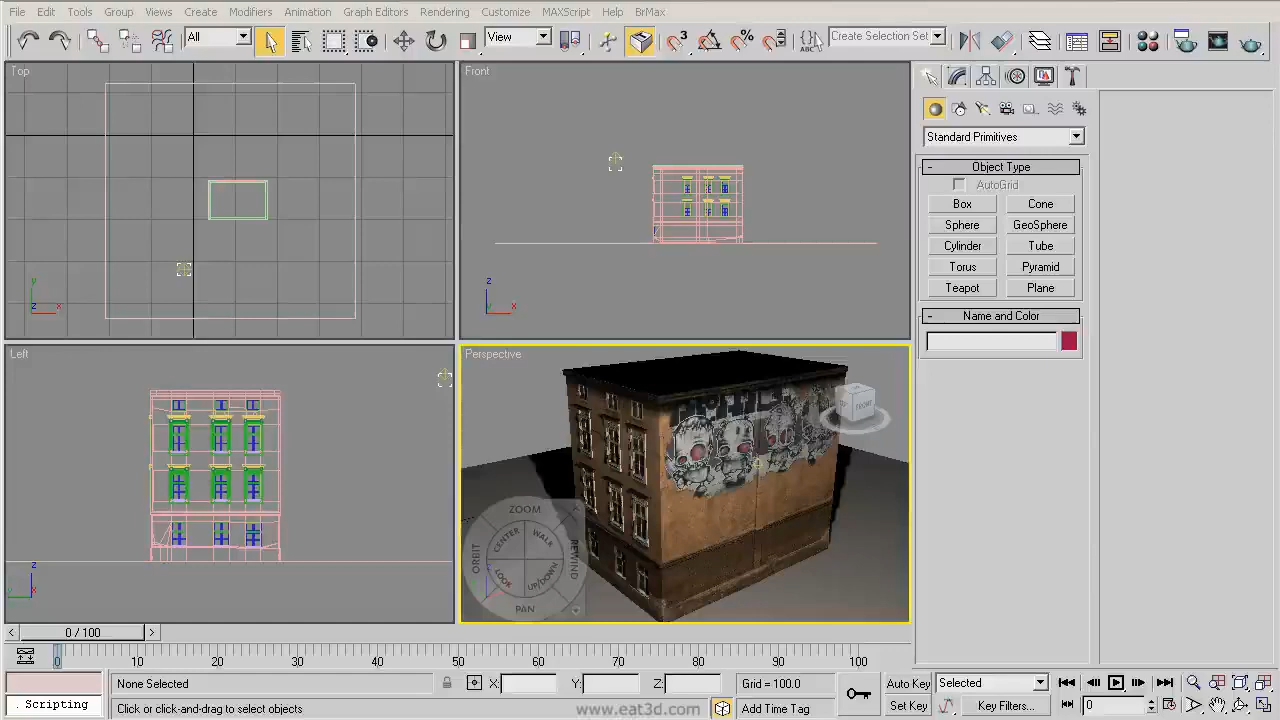 File Edit Tools Group Views Create Modifiers Animation Graph Editors Rendering Customize MAXScript Help BrMax
All View 3 % ABC Create Selection Set
Top Front
Standard Primitives
- Object Type
AutoGrid
Box Cone
Sphere GeoSphere
Cylinder Tube
Torus Pyramid
Teapot Plane
- Name and Color
y z x
z x
Left Perspective
FRONT
ZOOM
ORBIT CENTER WALK REWIND
LOOK UP/DOWN
PAN
z y x
< 0 / 100 >
0 10 20 30 40 50 60 70 80 90 100
None Selected X: Y: Z: Grid = 100.0 Auto Key Selected
Scripting Click or click-and-drag to select objects www.eat3d.com Add Time Tag Set Key Key Filters... 0